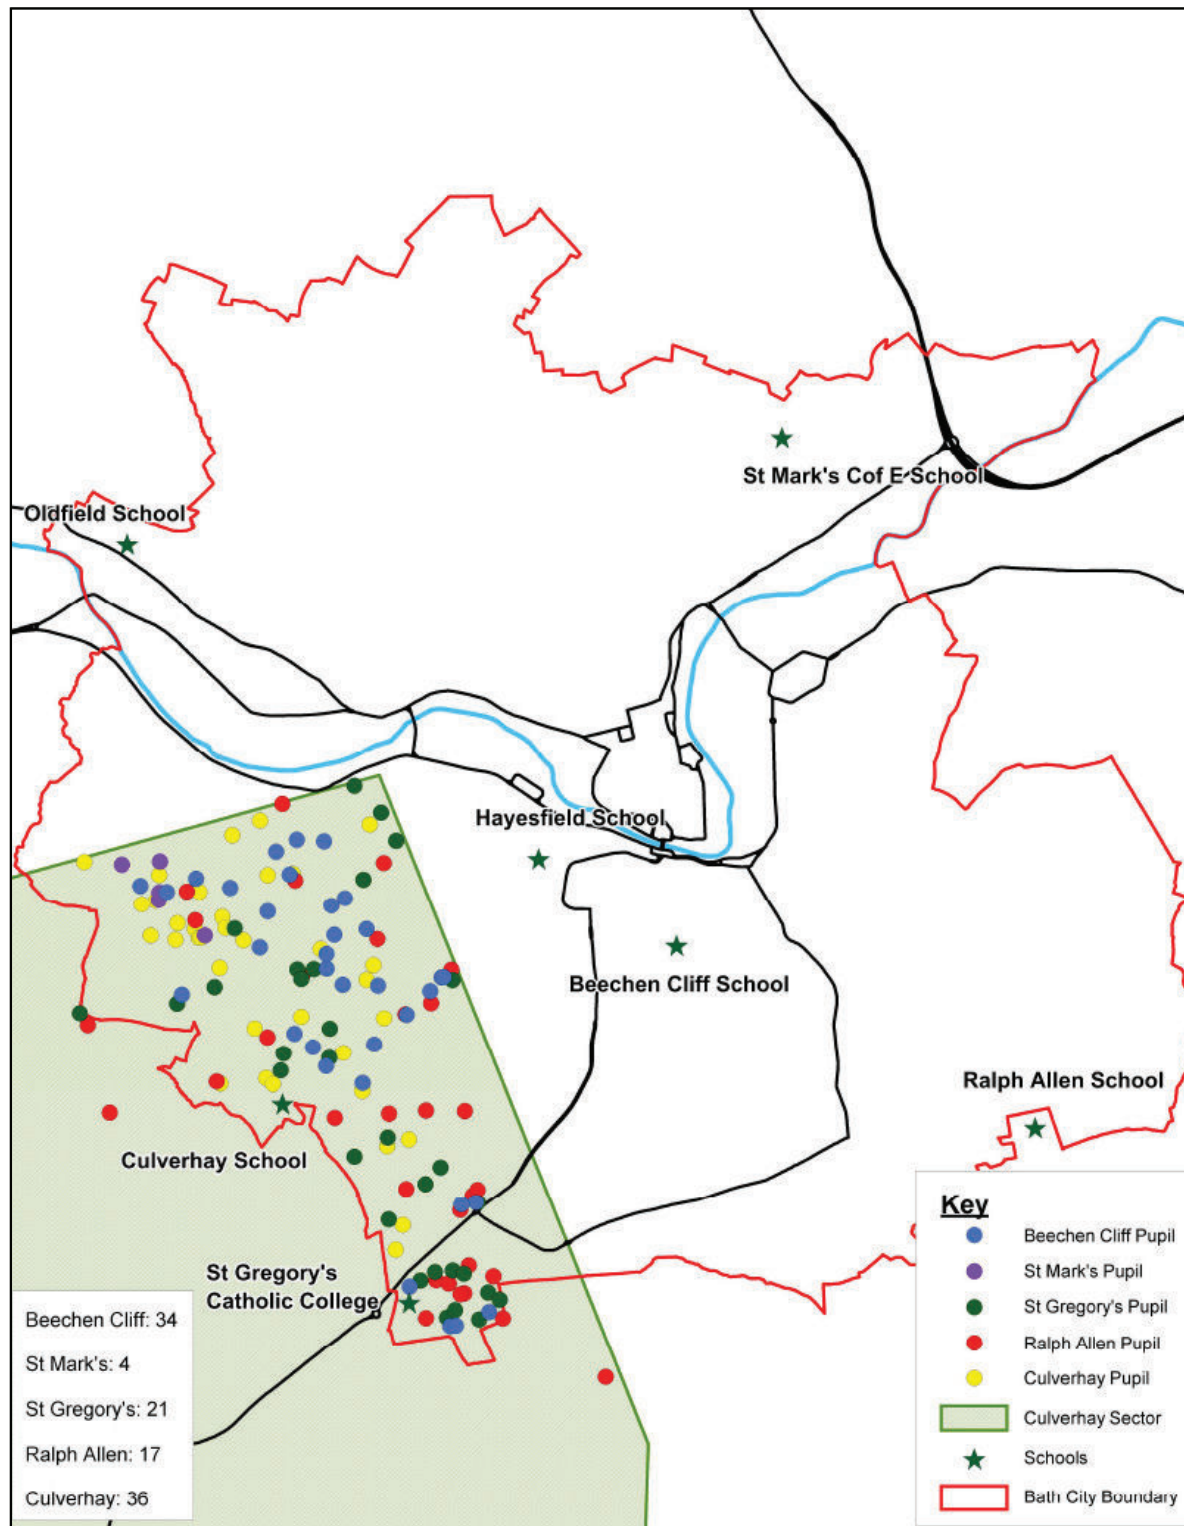 St Mark's Cof E School
Oldfield School
Hayesfield School
Beechen Cliff School
Ralph Allen School
Culverhay School
St Gregory's
Catholic College
Beechen Cliff: 34
St Mark's: 4
St Gregory's: 21
Ralph Allen: 17
Culverhay: 36
Key
Beechen Cliff Pupil
St Mark's Pupil
St Gregory's Pupil
Ralph Allen Pupil
Culverhay Pupil
Culverhay Sector
Schools
Bath City Boundary